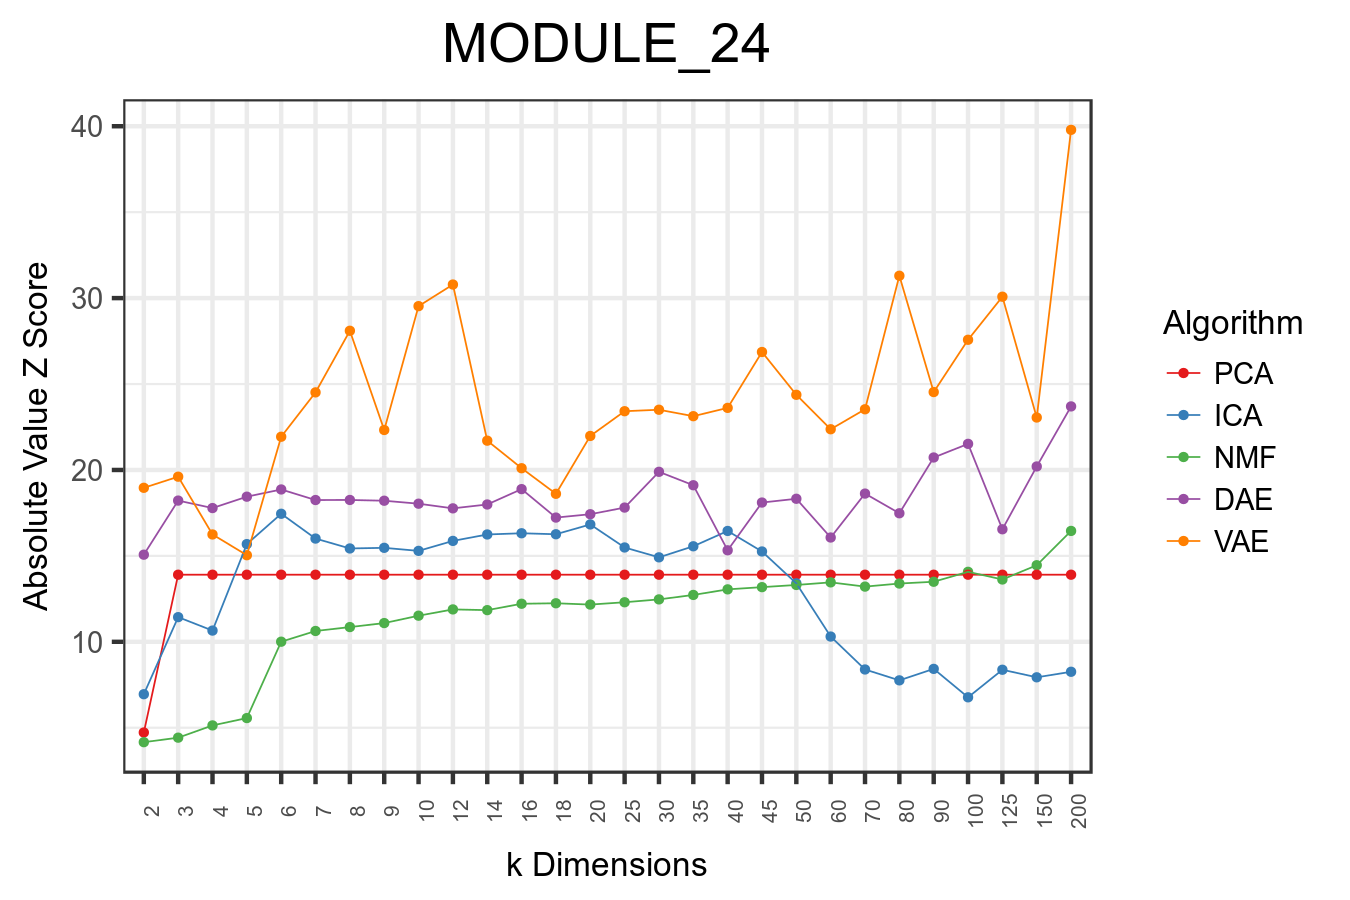 MODULE_24
Absolute Value Z Score
40
30
20
10
2 3 4 5 6 7 8 9 10 12 14 16 18 20 25 30 35 40 45 50 60 70 80 90 100 125 150 200
k Dimensions
Algorithm
PCA
ICA
NMF
DAE
VAE